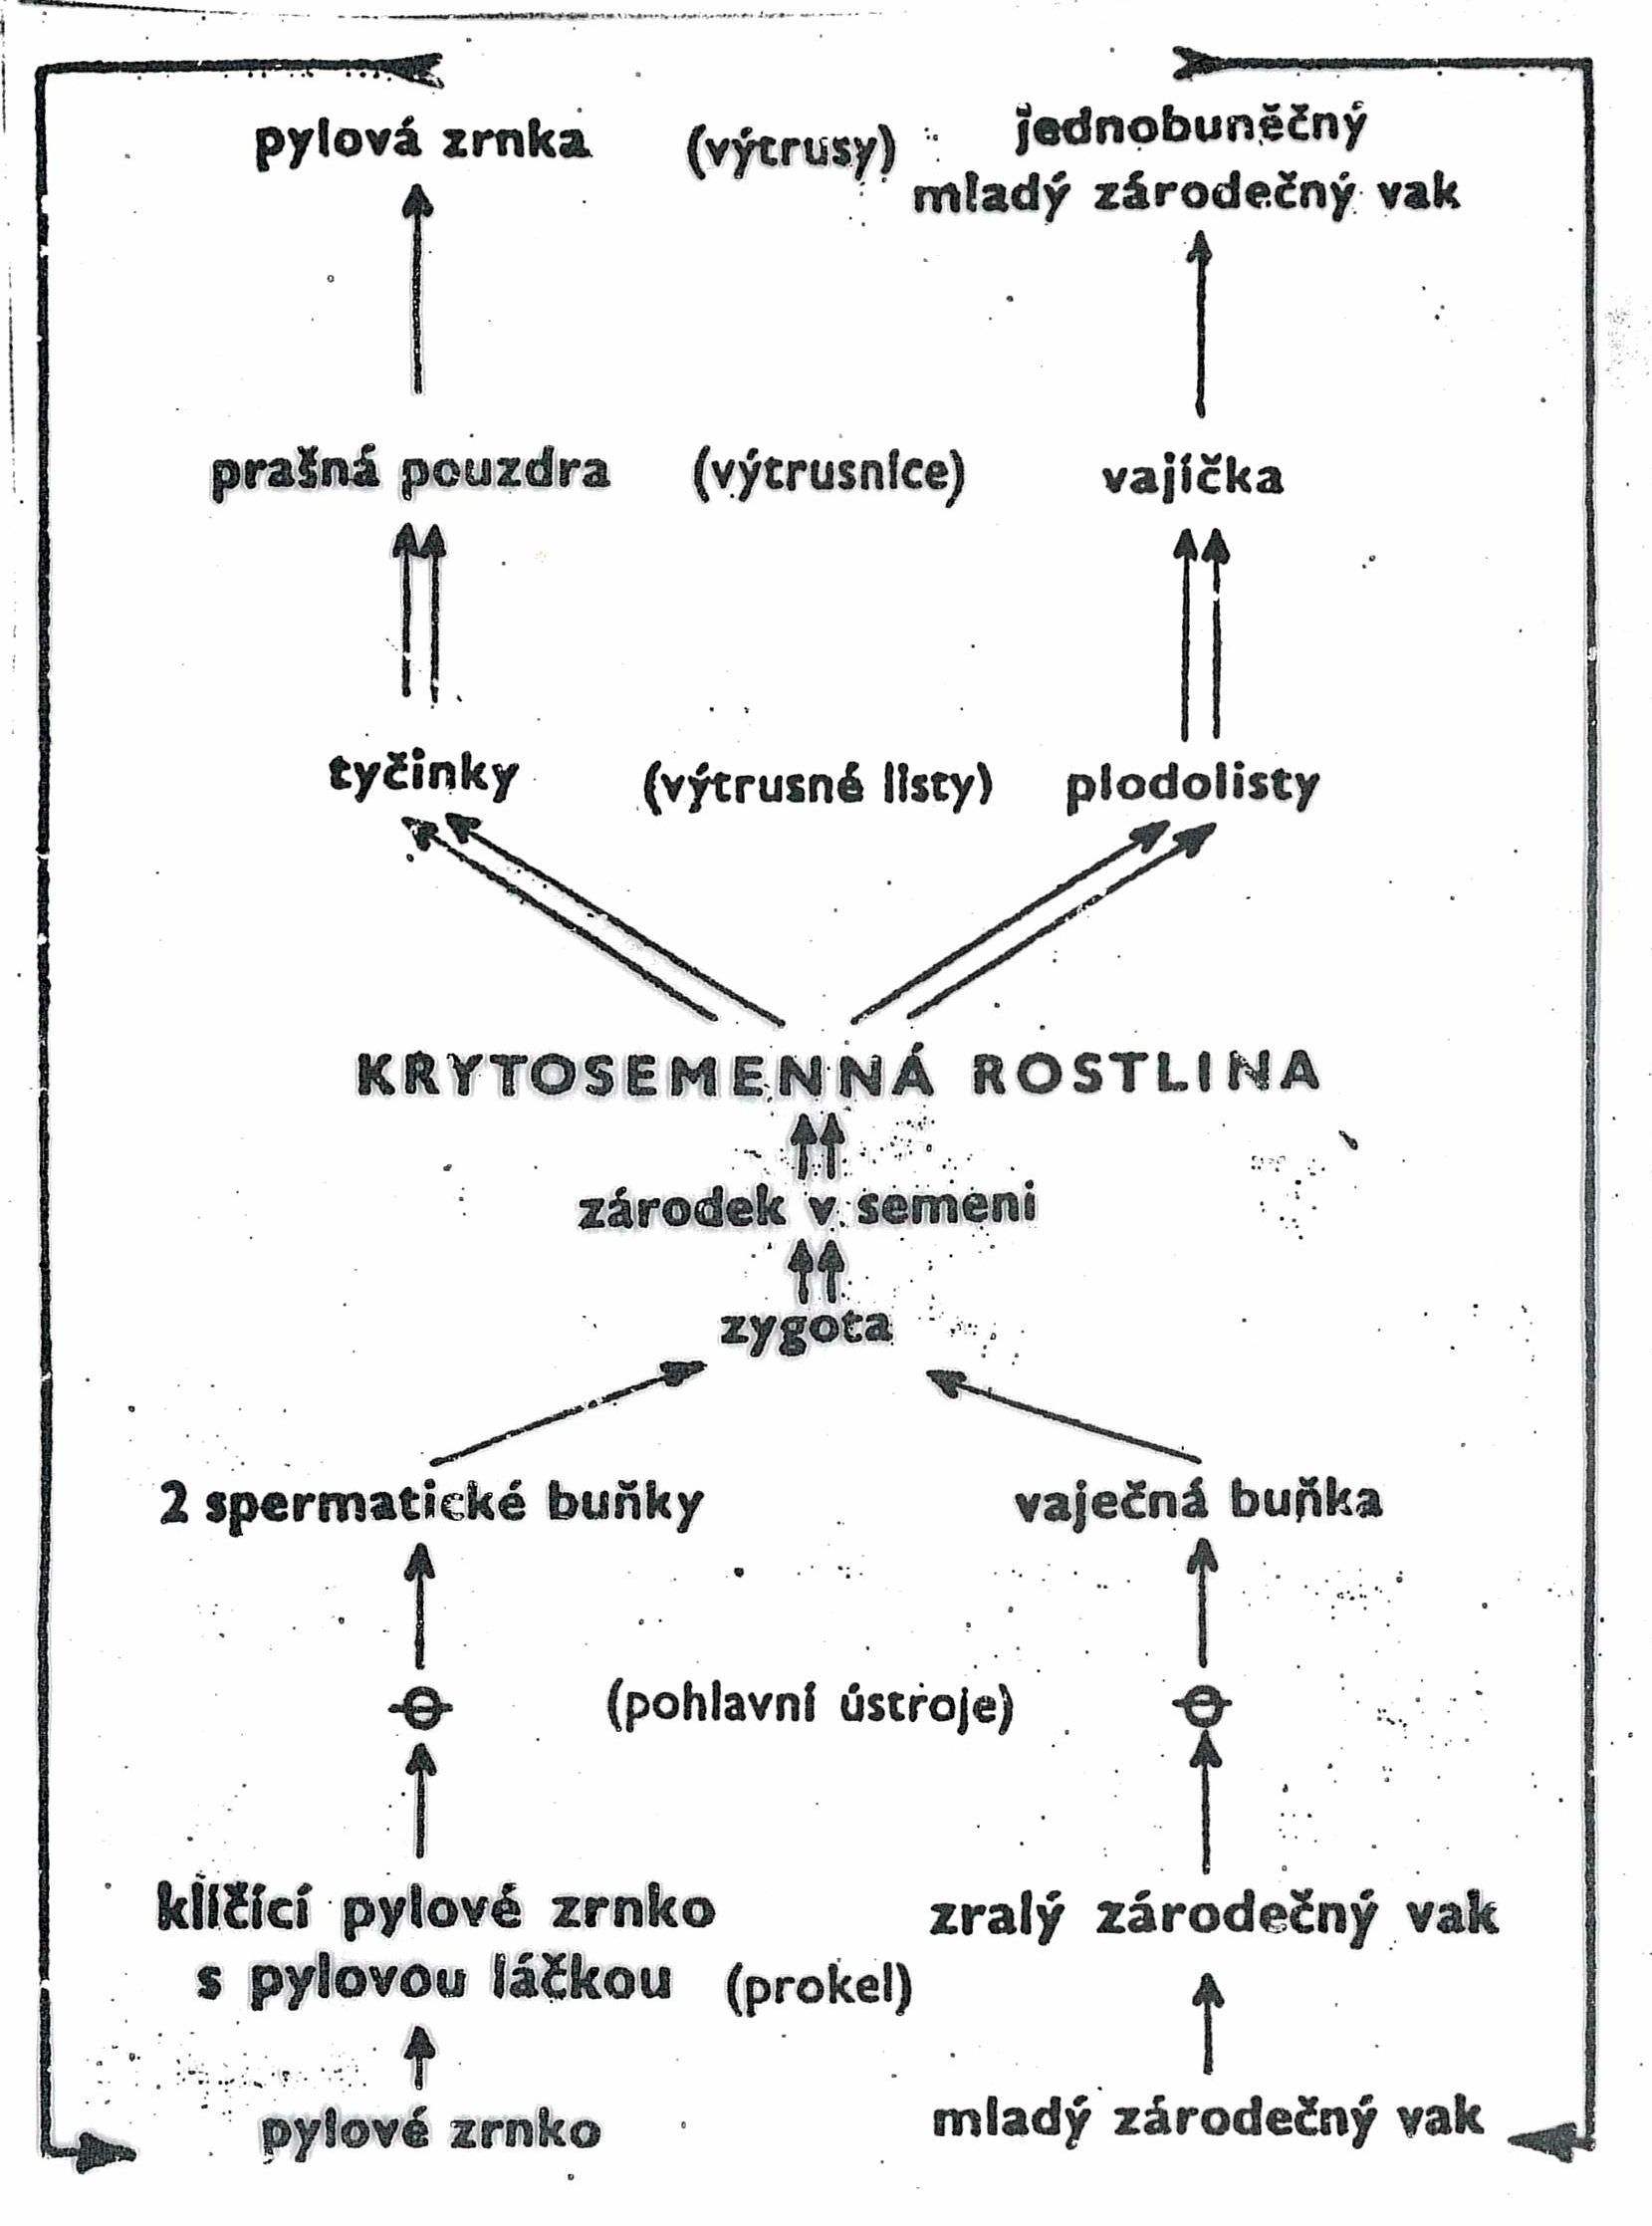 pylová zrnka (výtrusy) jednobuněčný
mladý zárodečný vak
prašná pouzdra (výtrusnice) vajíčka
tyčinky (výtrusné listy) plodolisty
KRYTOSEMENNÁ ROSTLINA
zárodek v semeni
zygota
2 spermatické buňky vaječná buňka
(pohlavní ústroje)
klíčící pylové zrnko zralý zárodečný vak
s pylovou láčkou (prokel)
pylové zrnko mladý zárodečný vak